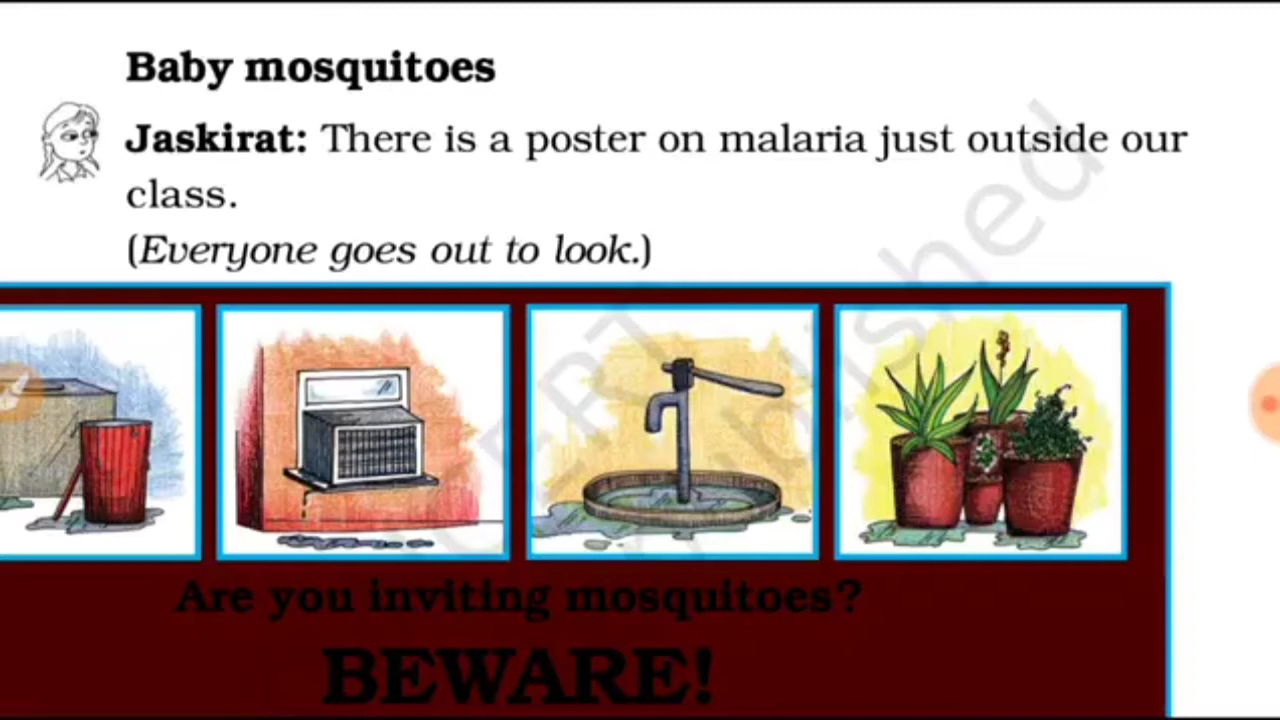 Baby mosquitoes
Jaskirat: There is a poster on malaria just outside our
class.
(Everyone goes out to look.)
Are you inviting mosquitoes?
BEWARE!